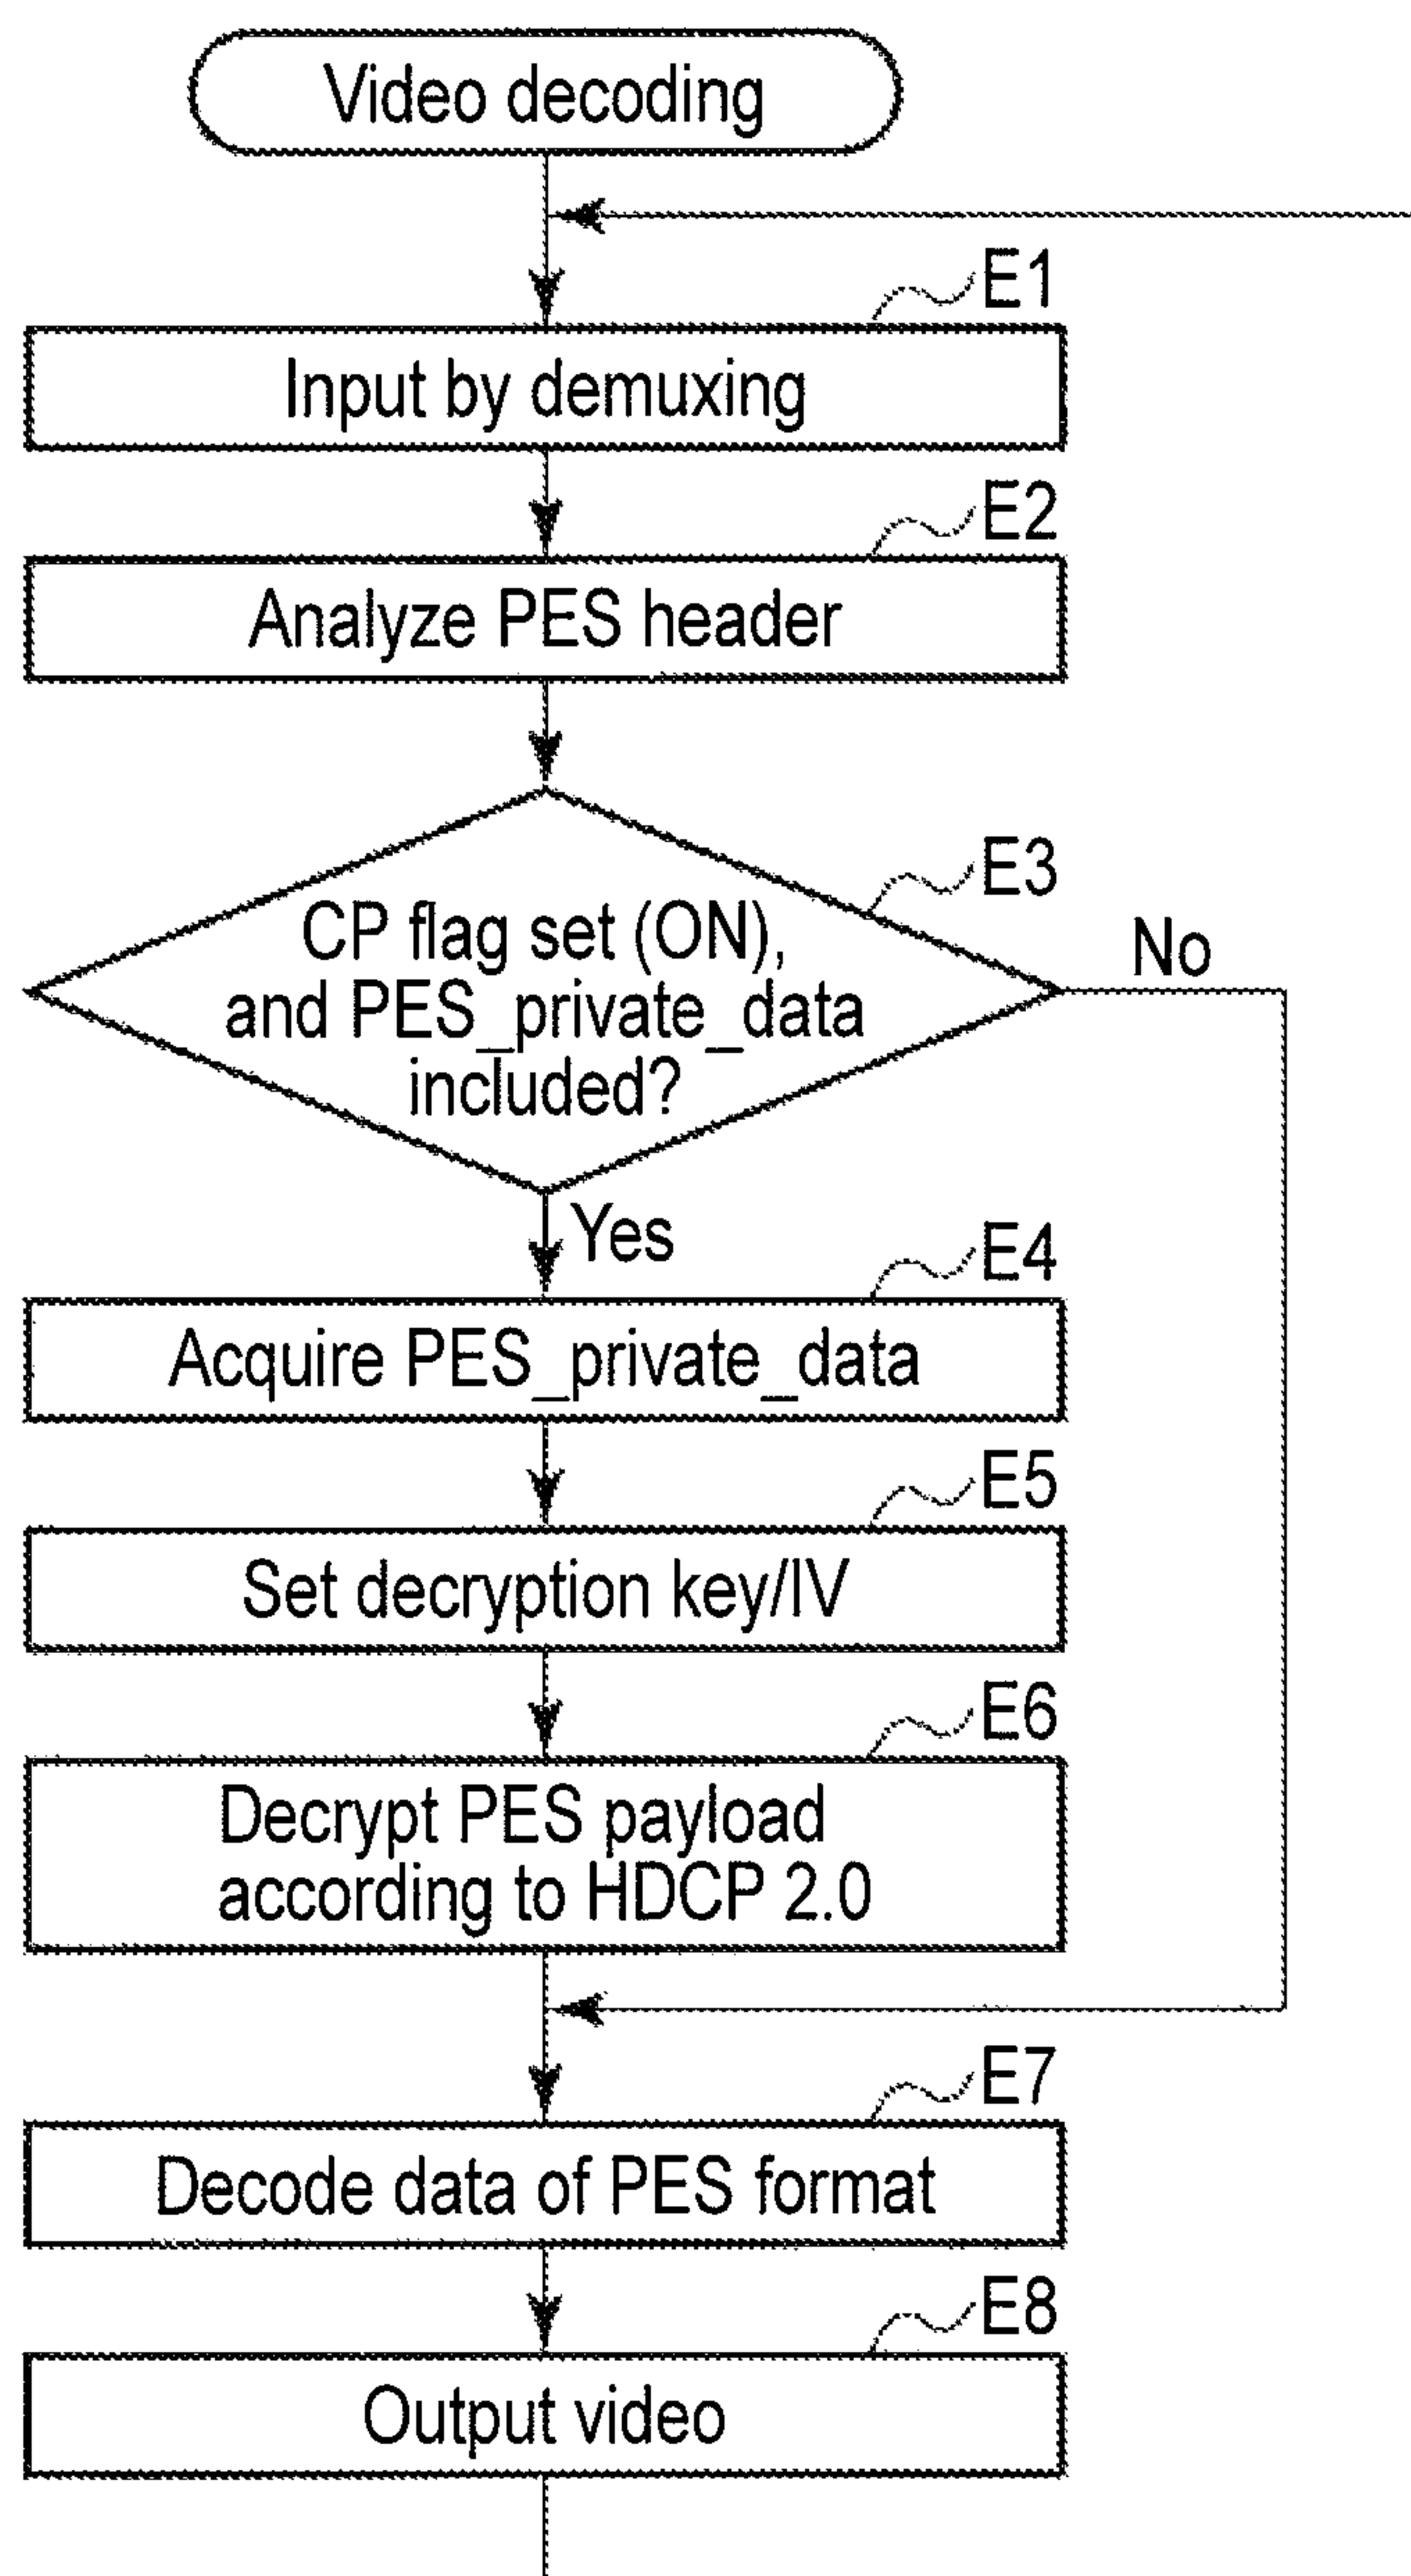 Video decoding
E1
Input by demuxing
E2
Analyze PES header
E3
CP flag set (ON),
and PES_private_data
included?
No
Yes
E4
Acquire PES_private_data
E5
Set decryption key/IV
E6
Decrypt PES payload
according to HDCP 2.0
E7
Decode data of PES format
E8
Output video